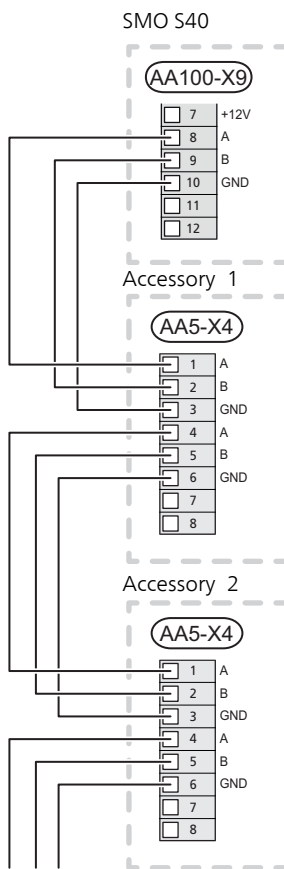 SMO S40
AA100-X9
7 +12V
8 A
9 B
10 GND
11
12
Accessory 1
AA5-X4
1 A
2 B
3 GND
4 A
5 B
6 GND
7
8
Accessory 2
AA5-X4
1 A
2 B
3 GND
4 A
5 B
6 GND
7
8